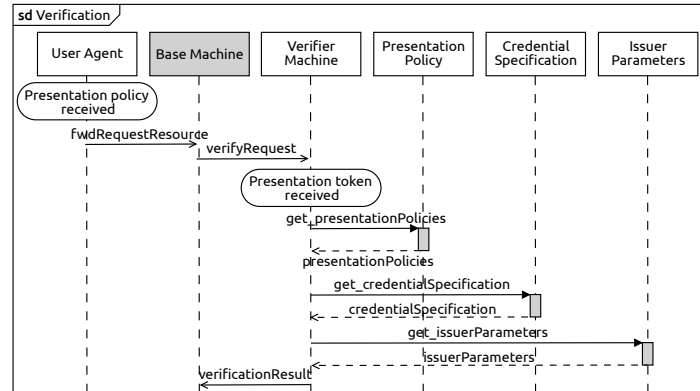 sd Verification
User Agent
Base Machine
Verifier
Machine
Presentation
Policy
Credential
Specification
Issuer
Parameters
Presentation policy
received
fwdRequestResource
verifyRequest
Presentation token
received
get_presentationPolicies
presentationPolicies
get_credentialSpecification
credentialSpecification
get_issuerParameters
issuerParameters
verificationResult